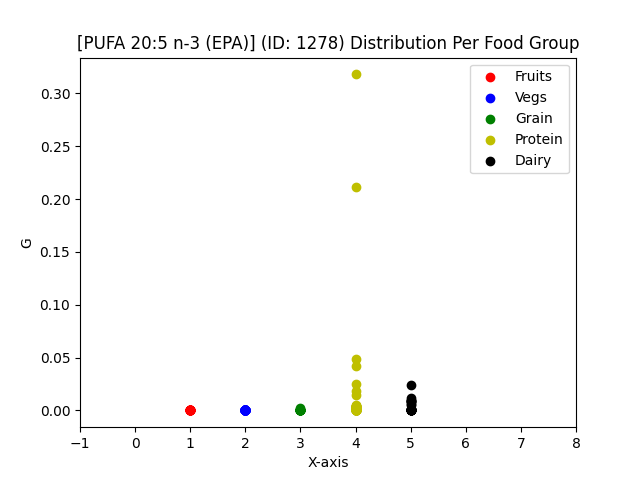 [PUFA 20:5 n-3 (EPA)] (ID: 1278) Distribution Per Food Group
Fruits
Vegs
Grain
Protein
Dairy
G
0.30
0.25
0.20
0.15
0.10
0.05
0.00
−1 0 1 2 3 4 5 6 7 8
X-axis